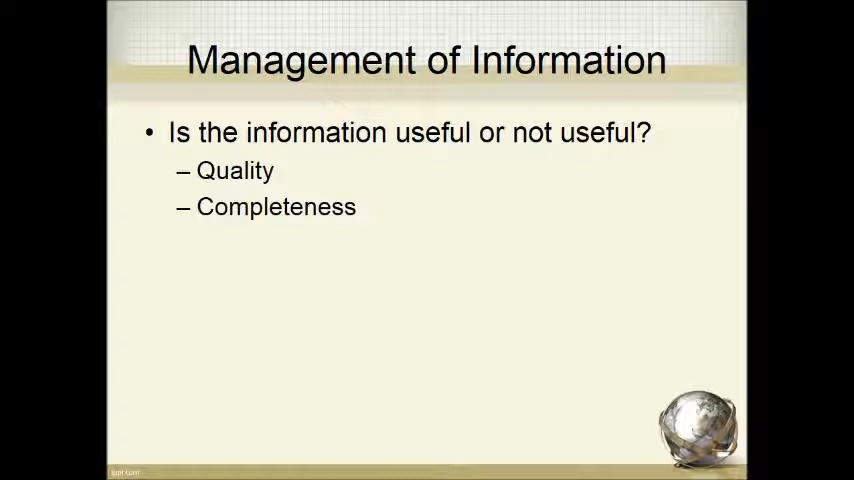 Management of Information
• Is the information useful or not useful?
– Quality
– Completeness